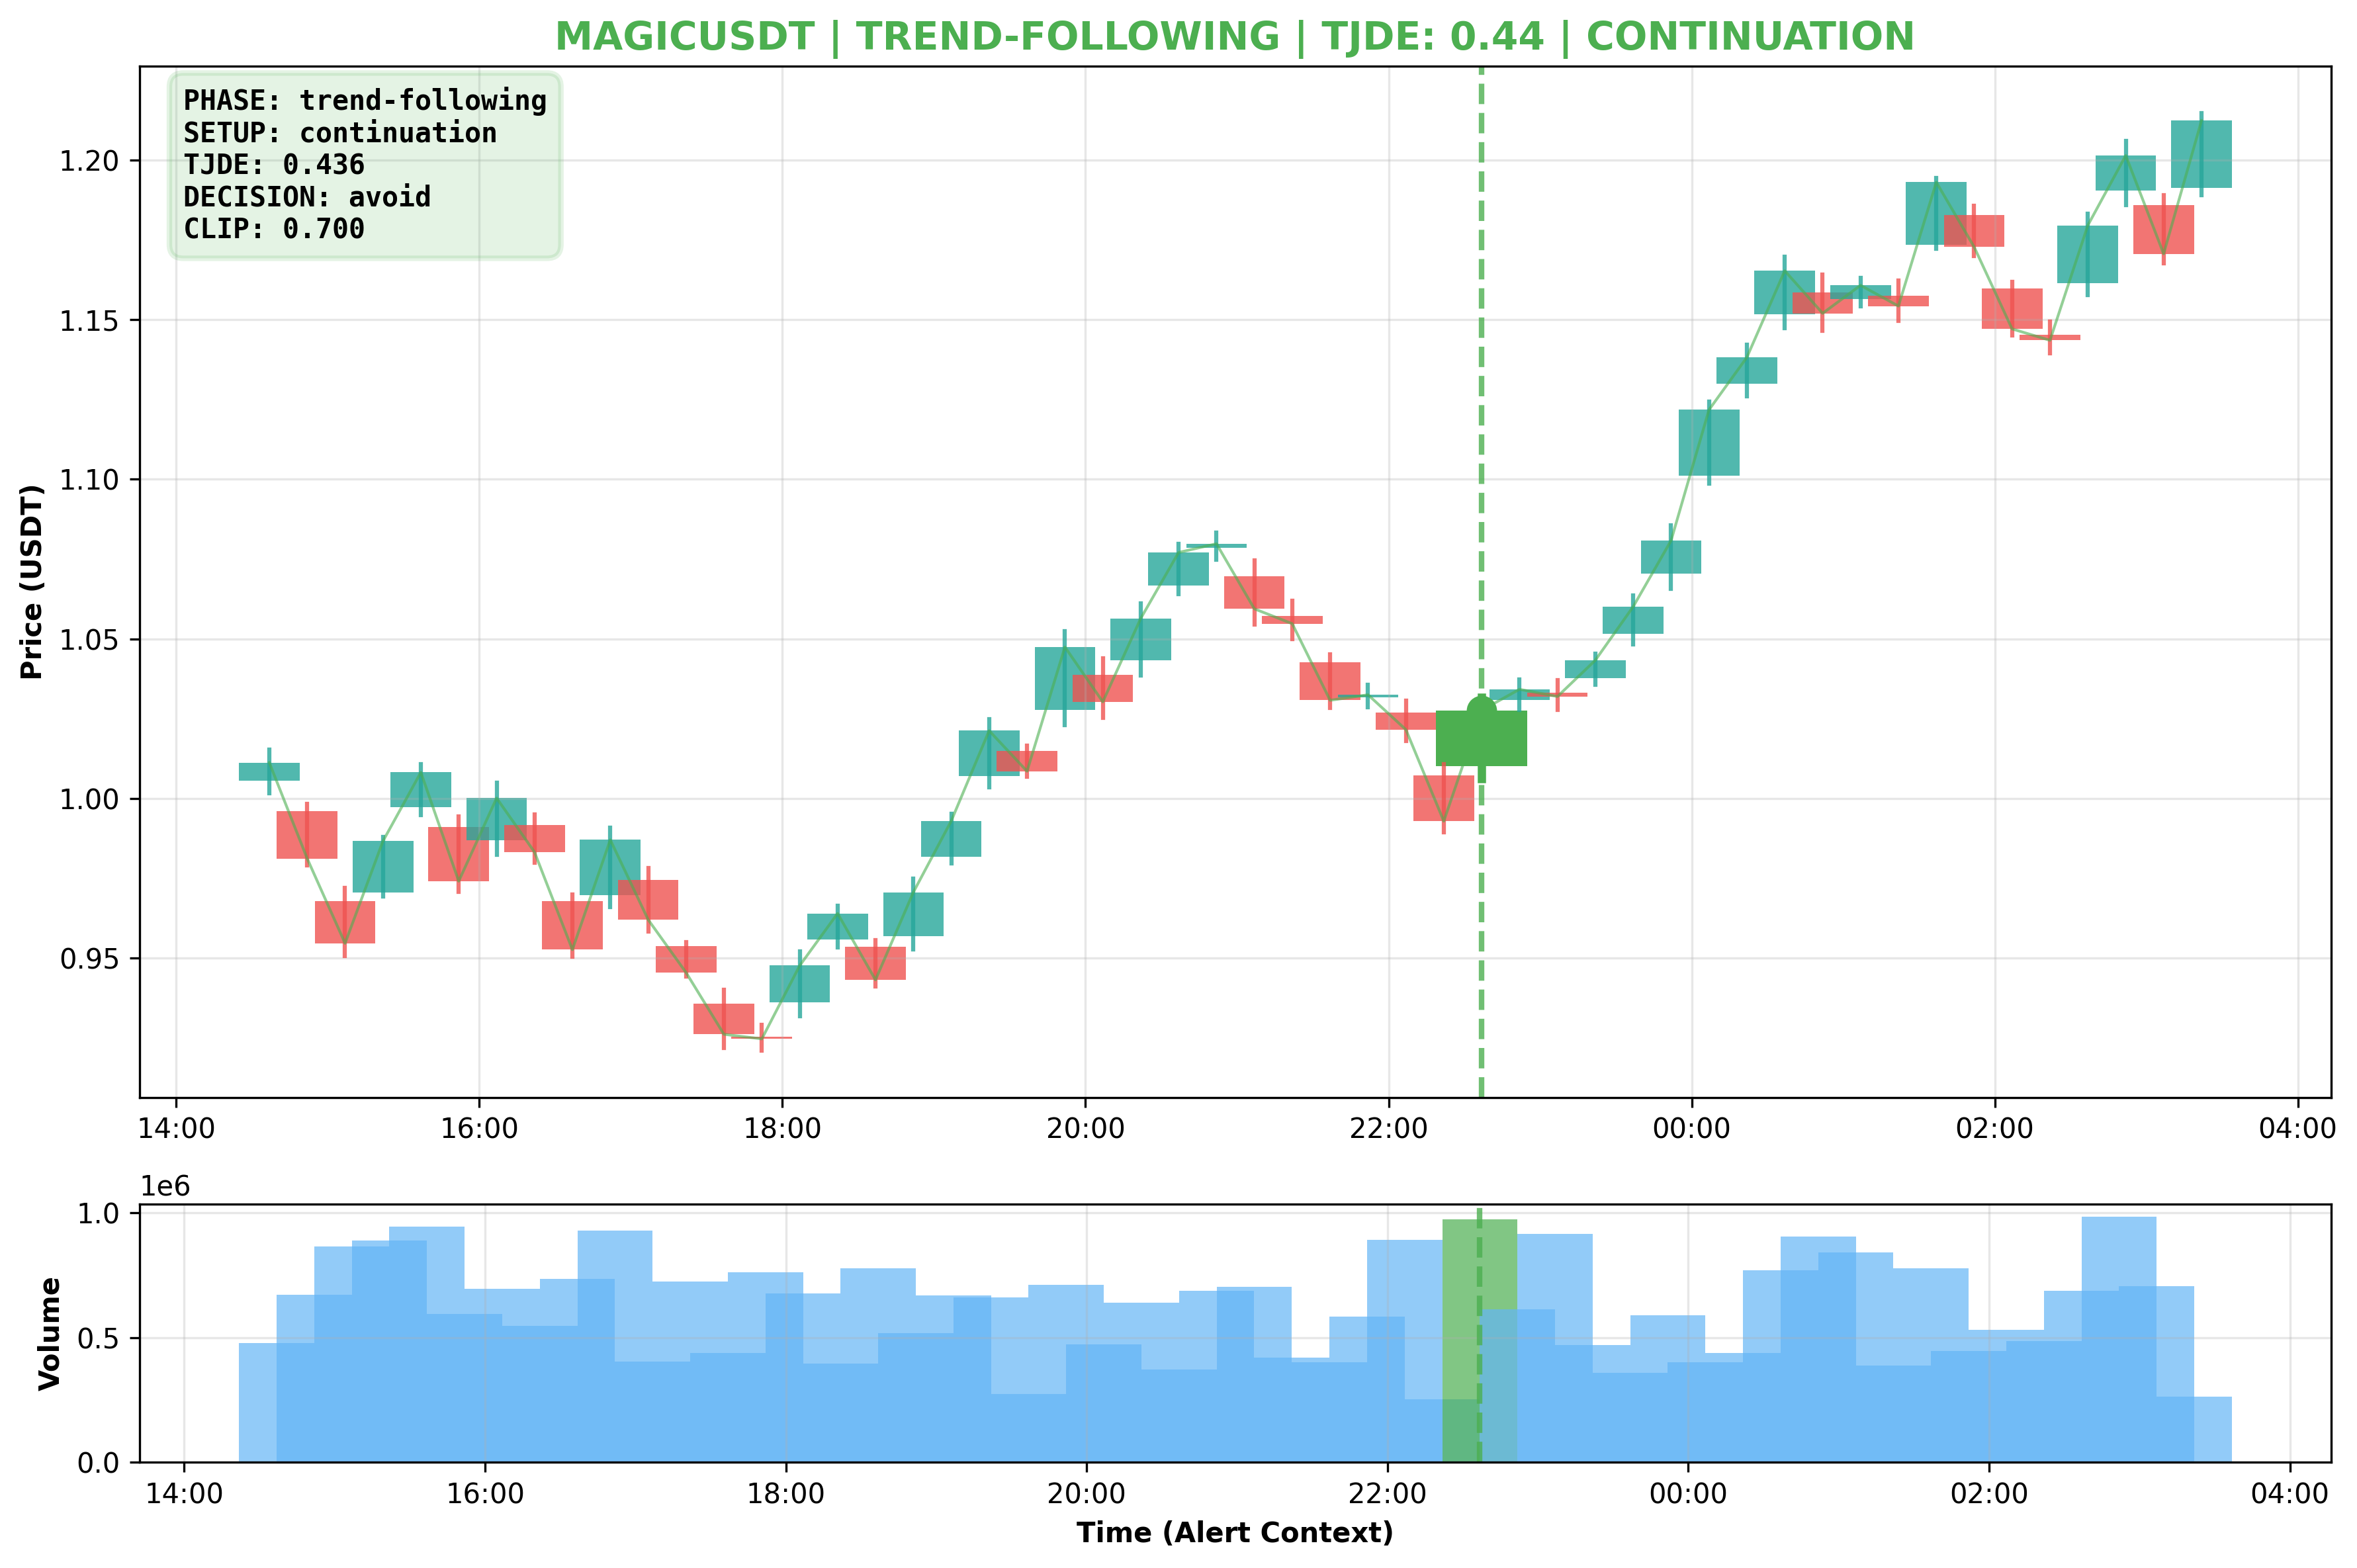 MAGICUSDT | TREND-FOLLOWING | TJDE: 0.44 | CONTINUATION
PHASE: trend-following
SETUP: continuation
TJDE: 0.436
DECISION: avoid
CLIP: 0.700
Price (USDT)
1.20
1.15
1.10
1.05
1.00
0.95
14:00 16:00 18:00 20:00 22:00 00:00 02:00 04:00
1e6
Volume
1.0
0.5
0.0
14:00 16:00 18:00 20:00 22:00 00:00 02:00 04:00
Time (Alert Context)